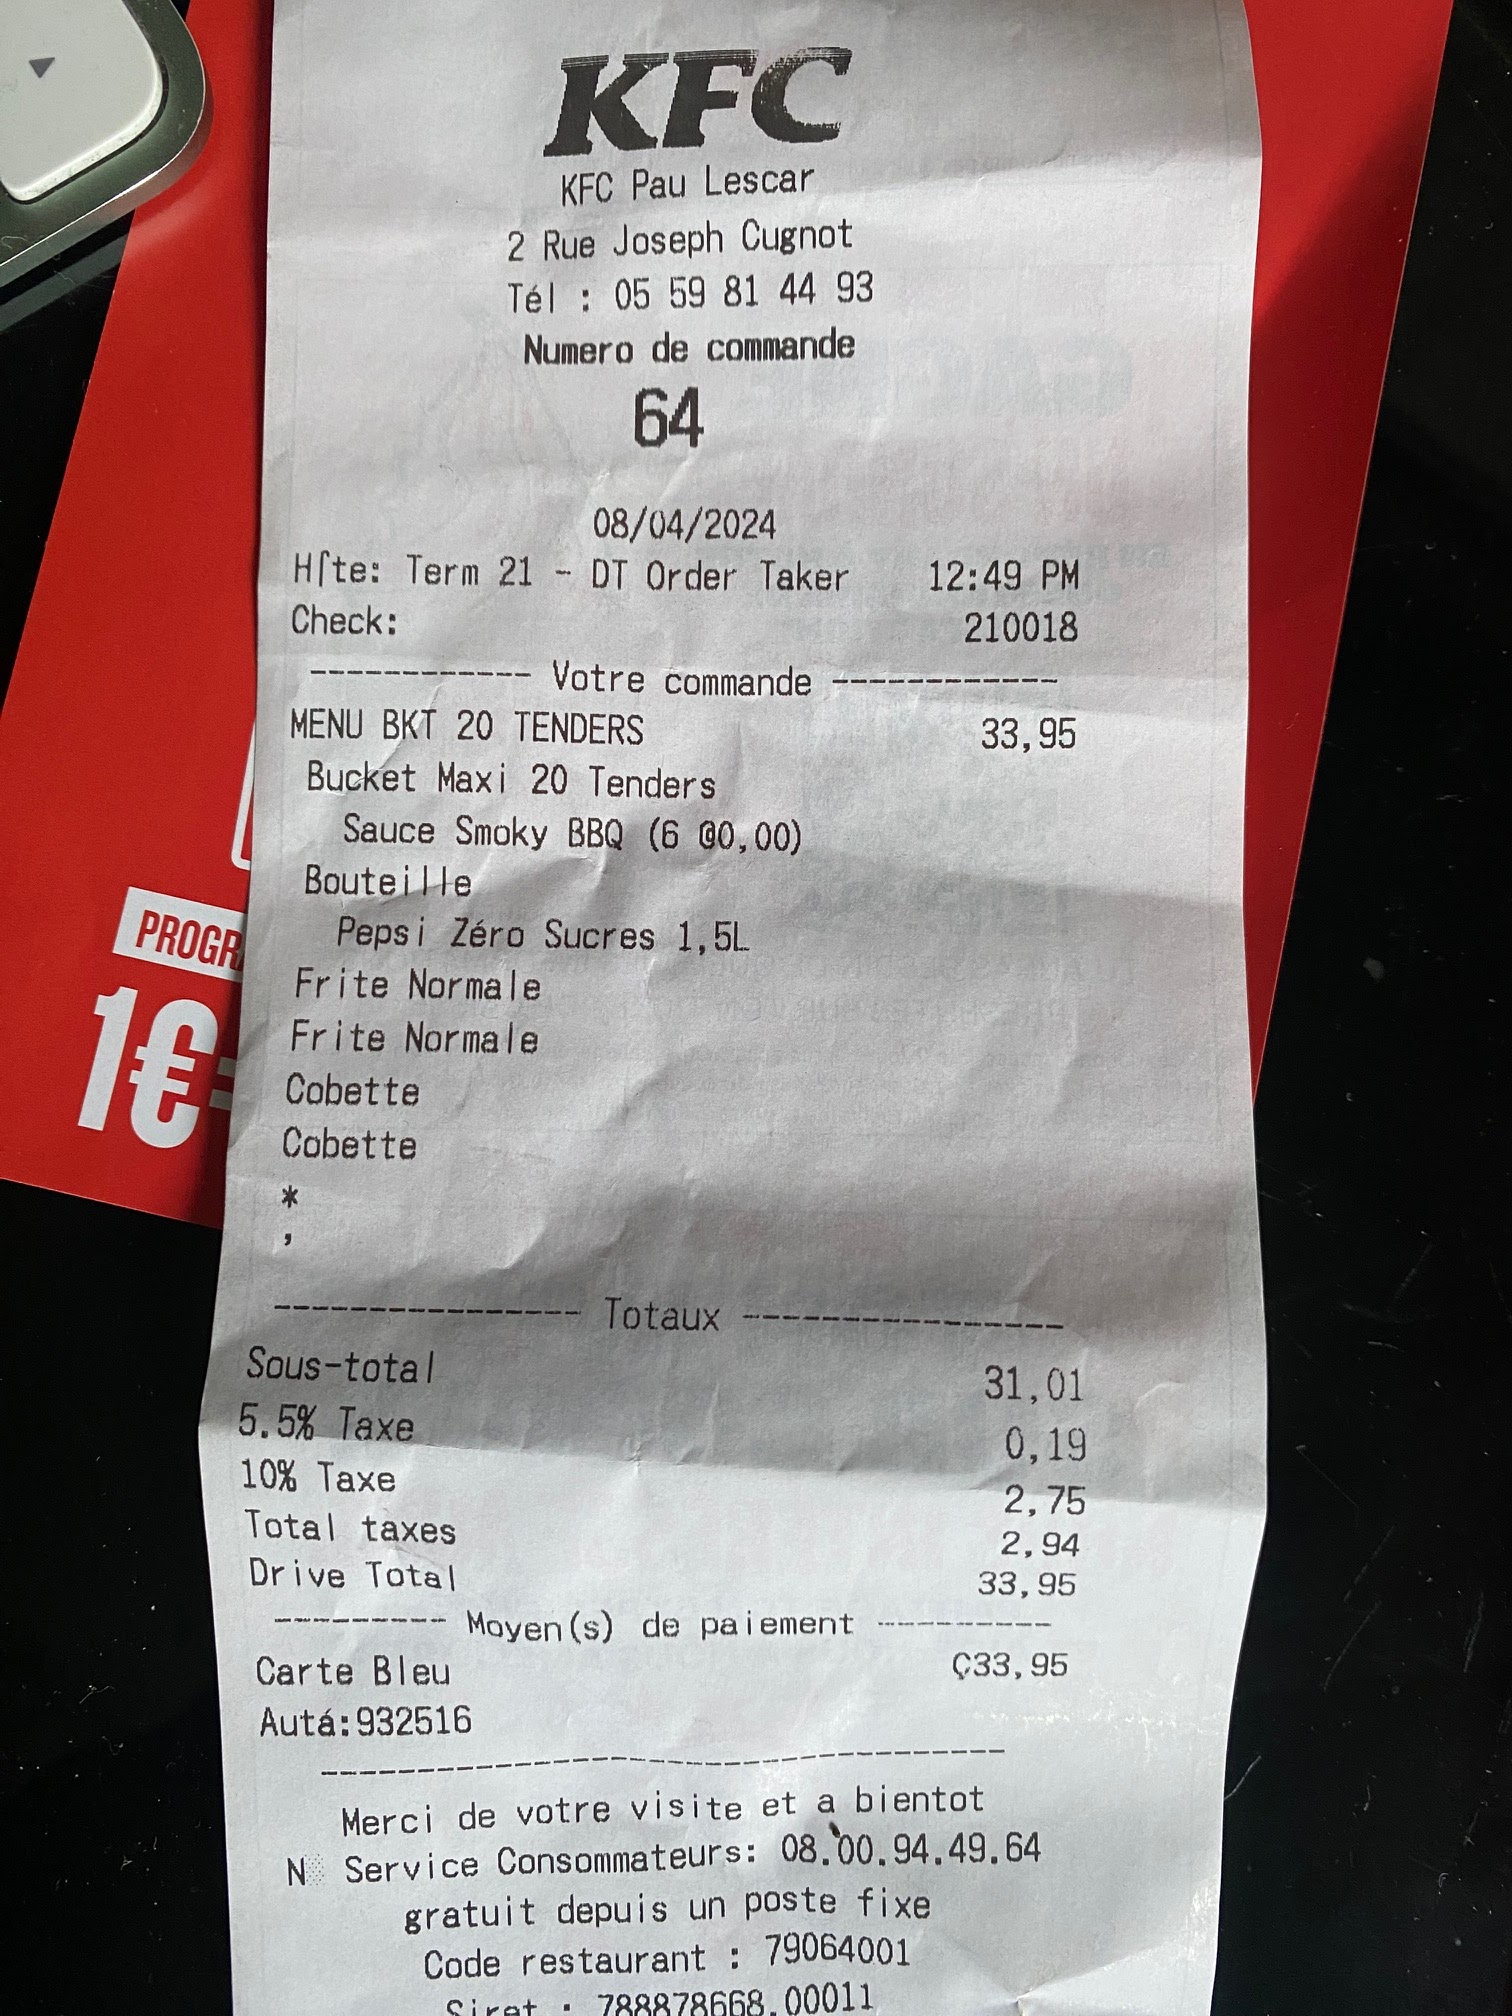 KFC
KFC Pau Lescar
2 Rue Joseph Cugnot
Tél : 05 59 81 44 93
Numero de commande
64
08/04/2024
H⌠te: Term 21 - DT Order Taker 12:49 PM
Check: 210018
------------ Votre commande ------------
MENU BKT 20 TENDERS 33,95
Bucket Maxi 20 Tenders
Sauce Smoky BBQ (6 @0,00)
Bouteille
Pepsi Zéro Sucres 1,5L
Frite Normale
Frite Normale
Cobette
Cobette
*
,
---------------- Totaux -----------------
Sous-total 31,01
5.5% Taxe 0,19
10% Taxe 2,75
Total taxes 2,94
Drive Total 33,95
--------- Moyen(s) de paiement ----------
Carte Bleu Ç33,95
Autá:932516
------------------------------------
Merci de votre visite et a bientot
N░ Service Consommateurs: 08.00.94.49.64
gratuit depuis un poste fixe
Code restaurant : 79064001
Siret : 788878668.00011
PROGRA
1€=